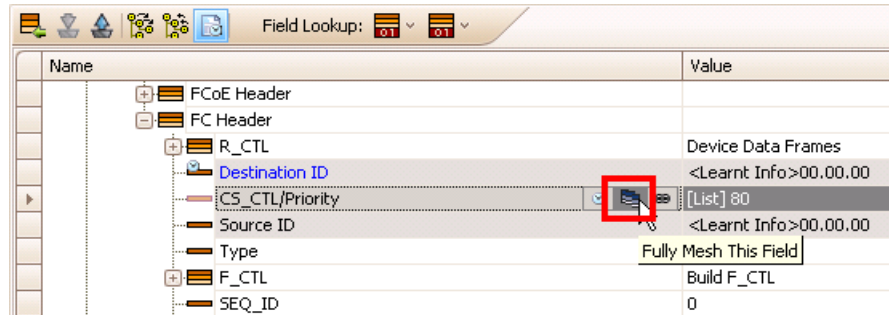 Field Lookup: 01 01
Name Value
FCoE Header
FC Header
R_CTL Device Data Frames
Destination ID <Learnt Info>00.00.00
CS_CTL/Priority [List] 80
Source ID <Learnt Info>00.00.00
Type Fully Mesh This Field
F_CTL Build F_CTL
SEQ_ID 0